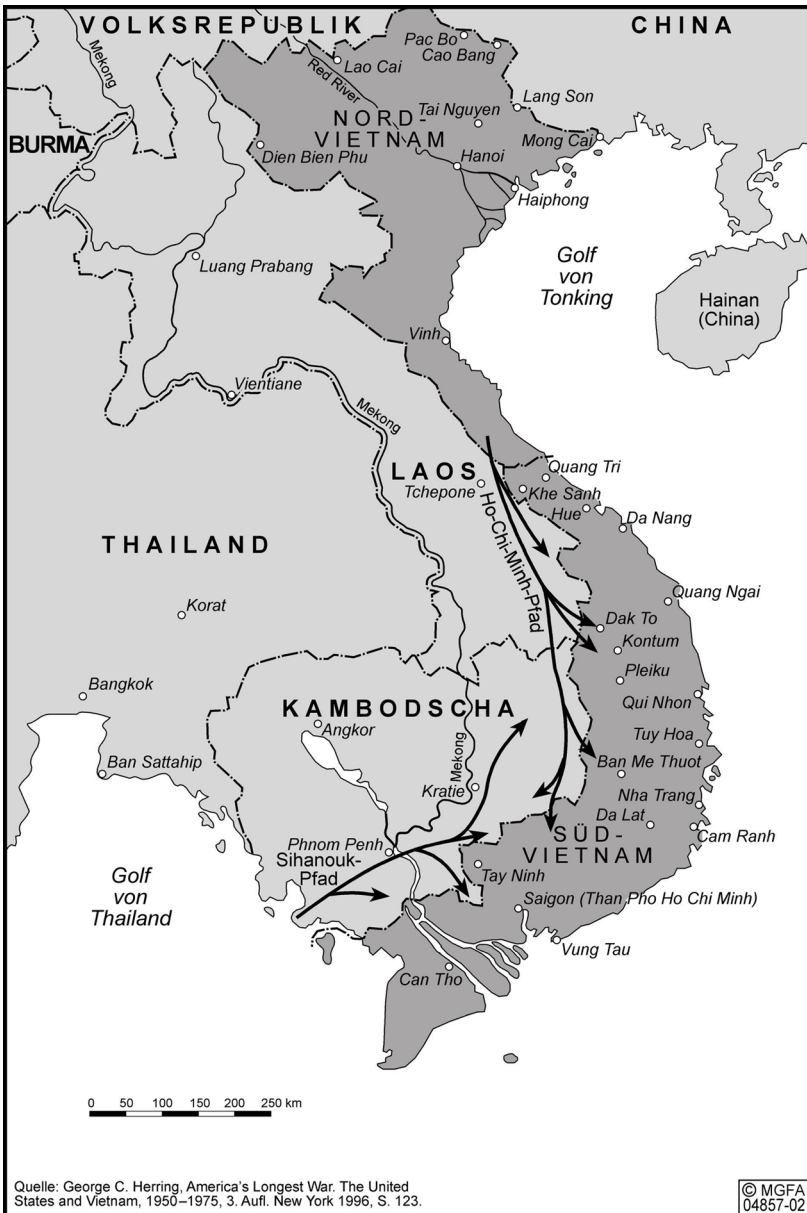 VOLKSREPUBLIK CHINA
Mekong
Pac Bo
Cao Bang
Lao Cai
Red River
Lang Son
Tai Nguyen
NORD-
VIETNAM
Mong Cai
BURMA
Dien Bien Phu
Hanoi
Haiphong
Luang Prabang
Golf
von
Tonking
Hainan
(China)
Vinh
Vientiane
Mekong
LAOS
Tchepone
Quang Tri
Khe Sanh
Hue
Da Nang
Ho-Chi-Minh-Pfad
THAILAND
Quang Ngai
Korat
Dak To
Kontum
Pleiku
Bangkok
Qui Nhon
KAMBODSCHA
Angkor
Tuy Hoa
Ban Sattahip
Mekong
Ban Me Thuot
Kratie
Nha Trang
Da Lat
Cam Ranh
SÜD-
VIETNAM
Phnom Penh
Sihanouk-
Pfad
Tay Ninh
Golf
von
Thailand
Saigon (Than Pho Ho Chi Minh)
Vung Tau
Can Tho
0 50 100 150 200 250 km
Quelle: George C. Herring, America's Longest War. The United
States and Vietnam, 1950–1975, 3. Aufl. New York 1996, S. 123.
© MGFA
04857-02